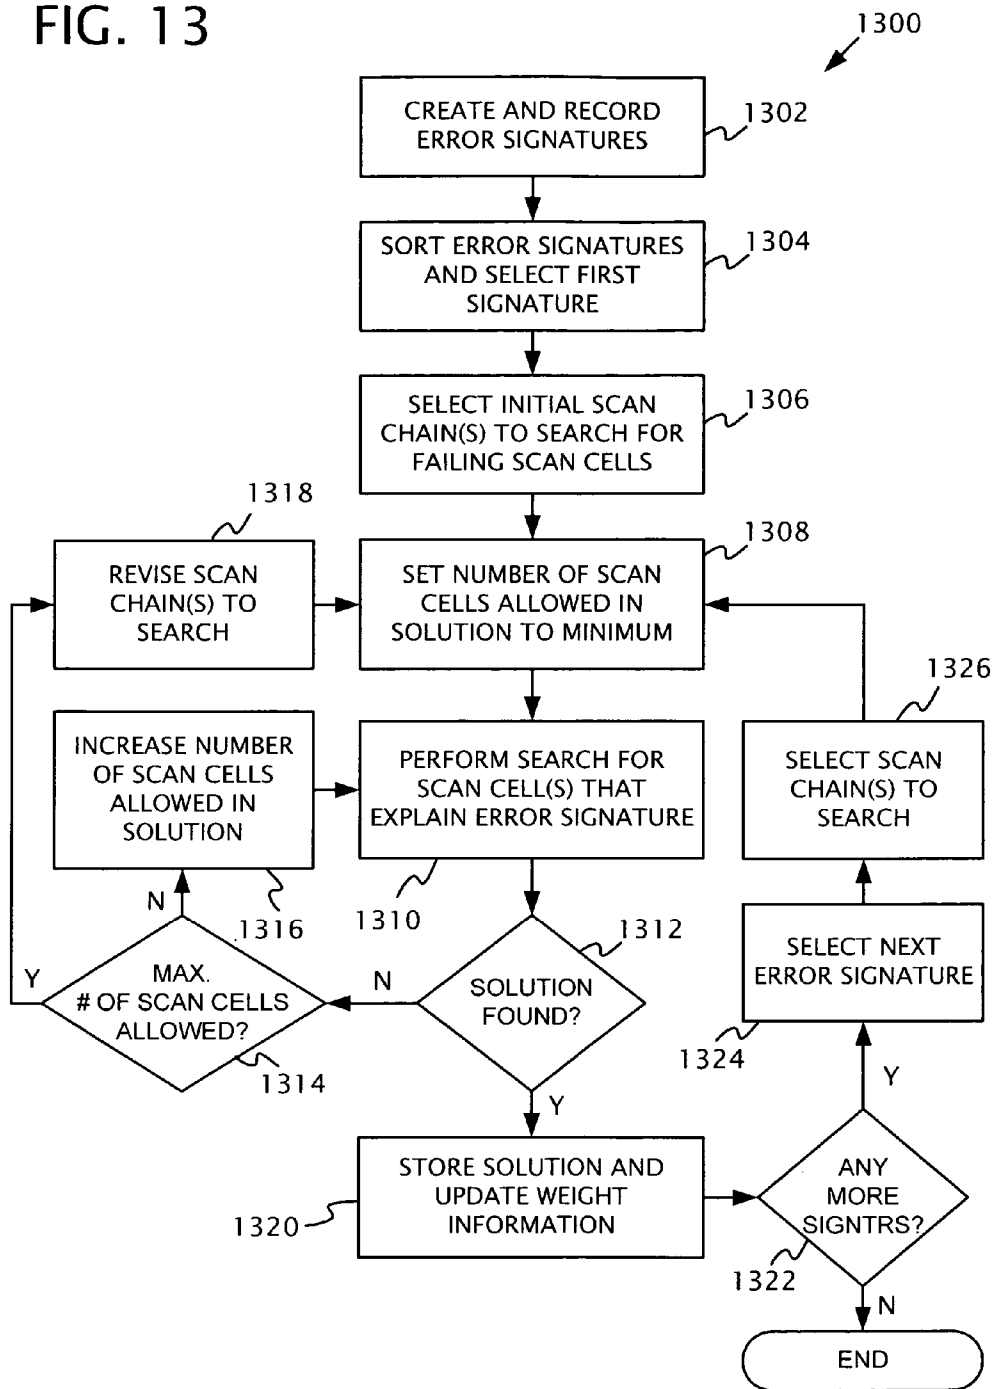 FIG. 13
1300
CREATE AND RECORD
ERROR SIGNATURES
1302
SORT ERROR SIGNATURES
AND SELECT FIRST
SIGNATURE
1304
SELECT INITIAL SCAN
CHAIN(S) TO SEARCH FOR
FAILING SCAN CELLS
1306
1318
REVISE SCAN
CHAIN(S) TO
SEARCH
SET NUMBER OF SCAN
CELLS ALLOWED IN
SOLUTION TO MINIMUM
1308
1326
INCREASE NUMBER
OF SCAN CELLS
ALLOWED IN
SOLUTION
1316
PERFORM SEARCH FOR
SCAN CELL(S) THAT
EXPLAIN ERROR SIGNATURE
1310
SELECT SCAN
CHAIN(S) TO
SEARCH
N
Y
MAX.
# OF SCAN CELLS
ALLOWED?
1314
N
SOLUTION
FOUND?
1312
Y
SELECT NEXT
ERROR SIGNATURE
1324
Y
STORE SOLUTION AND
UPDATE WEIGHT
INFORMATION
1320
ANY
MORE
SIGNTRS?
1322
N
END